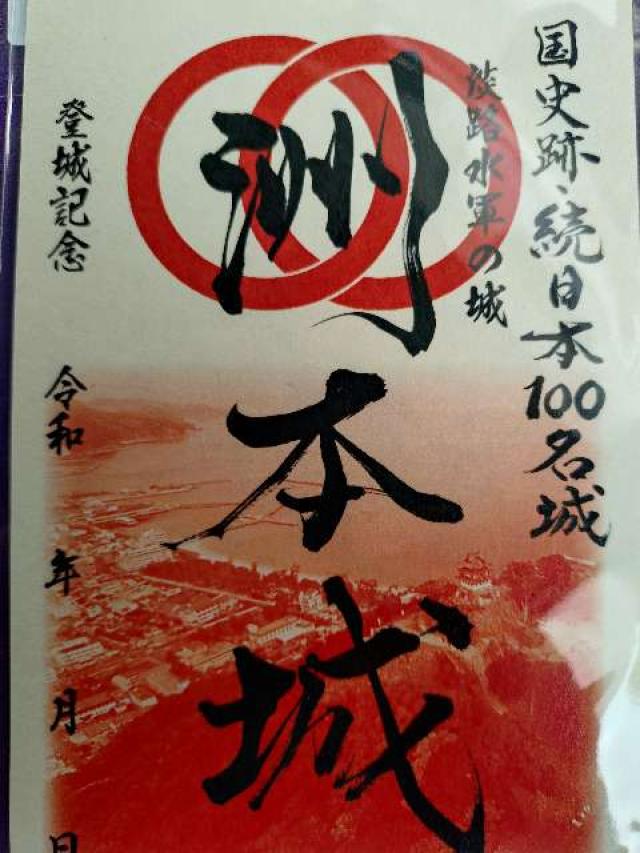 国史跡・続日本100名城
淡路水軍の城
洲本城
登城記念
令和 年 月 日